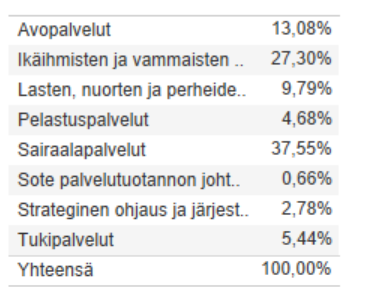 Avopalvelut 13,08%
Ikäihmisten ja vammaisten .. 27,30%
Lasten, nuorten ja perheide.. 9,79%
Pelastuspalvelut 4,68%
Sairaalapalvelut 37,55%
Sote palvelutuotannon joht.. 0,66%
Strateginen ohjaus ja järjest.. 2,78%
Tukipalvelut 5,44%
Yhteensä 100,00%